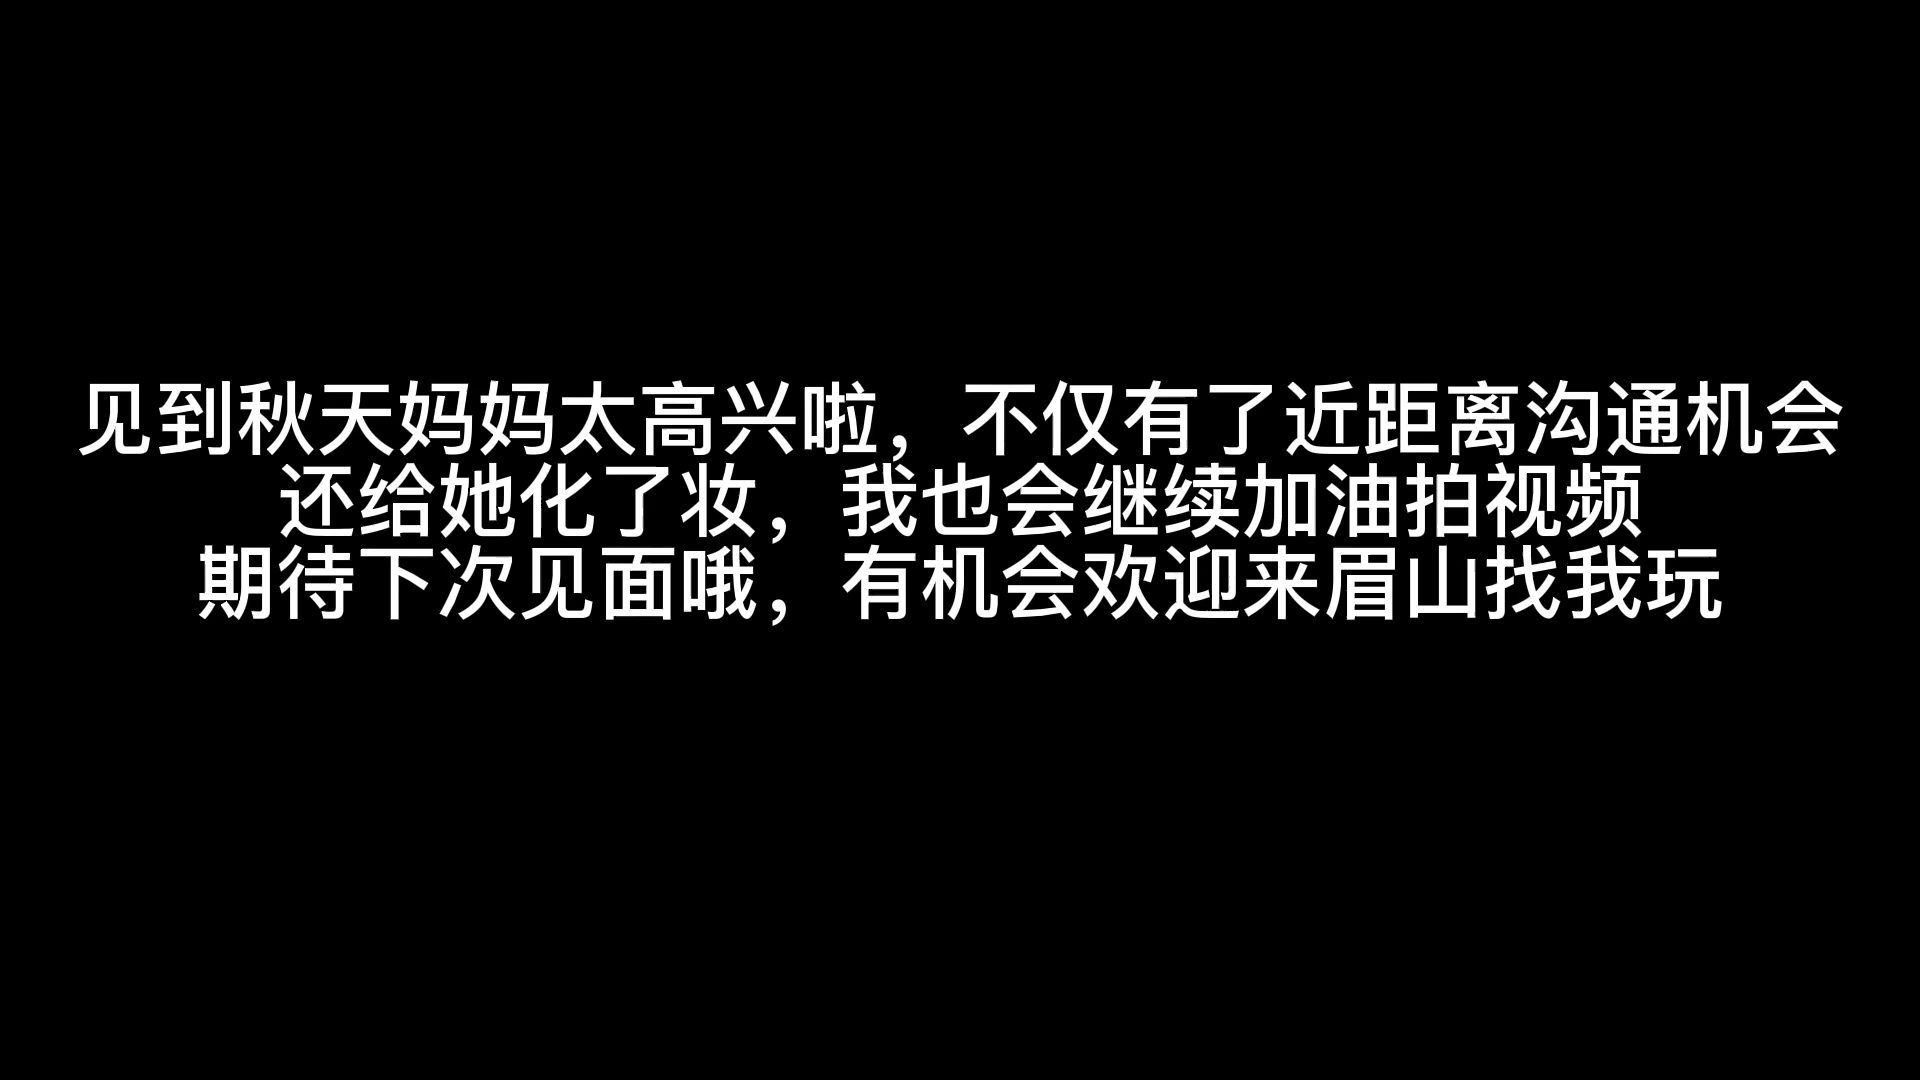 见到秋天妈妈太高兴啦，不仅有了近距离沟通机会
还给她化了妆，我也会继续加油拍视频
期待下次见面哦，有机会欢迎来眉山找我玩